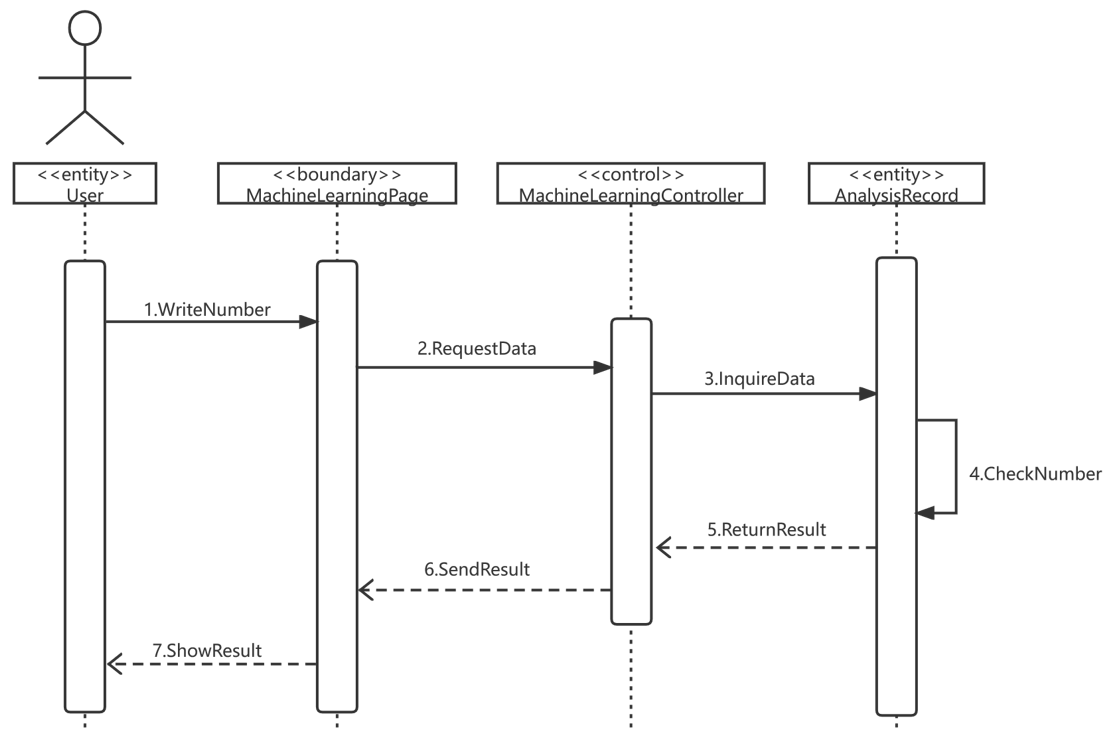 <<entity>>
User
<<boundary>>
MachineLearningPage
<<control>>
MachineLearningController
<<entity>>
AnalysisRecord
1.WriteNumber
2.RequestData
3.InquireData
4.CheckNumber
5.ReturnResult
6.SendResult
7.ShowResult